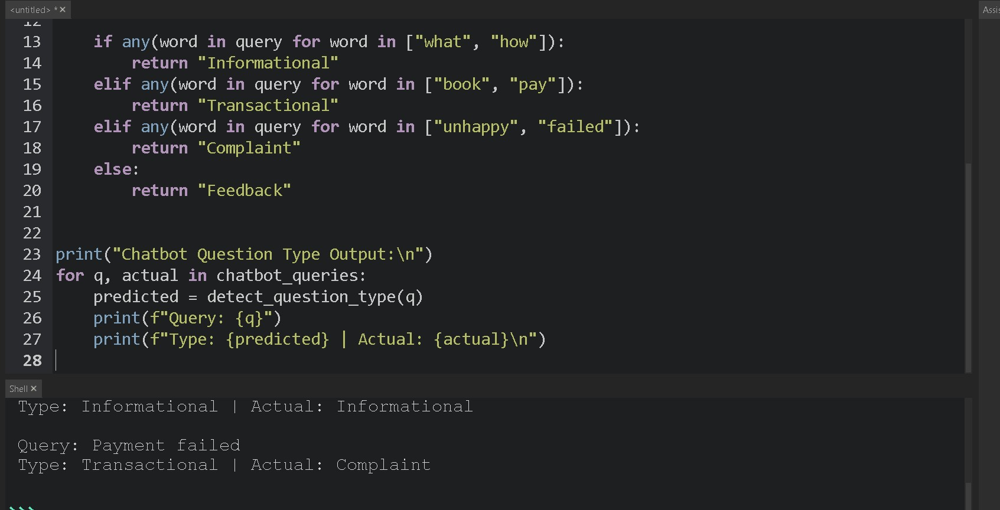 <untitled> * ×
Assis
12
13 if any(word in query for word in ["what", "how"]):
14 return "Informational"
15 elif any(word in query for word in ["book", "pay"]):
16 return "Transactional"
17 elif any(word in query for word in ["unhappy", "failed"]):
18 return "Complaint"
19 else:
20 return "Feedback"
21
22
23 print("Chatbot Question Type Output:\n")
24 for q, actual in chatbot_queries:
25 predicted = detect_question_type(q)
26 print(f"Query: {q}")
27 print(f"Type: {predicted} | Actual: {actual}\n")
28
Shell ×
Type: Informational | Actual: Informational
Query: Payment failed
Type: Transactional | Actual: Complaint
>>>